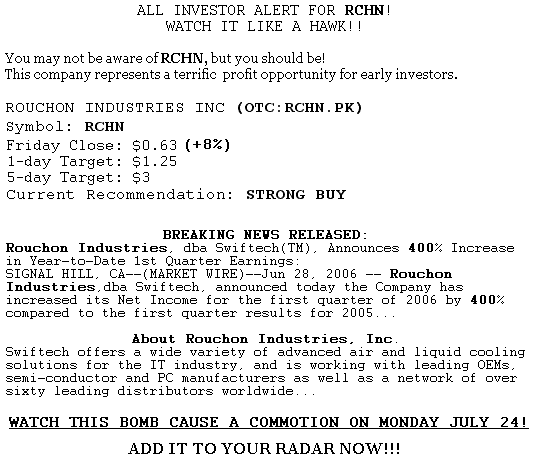 ALL INVESTOR ALERT FOR RCHN!
WATCH IT LIKE A HAWK!!
You may not be aware of RCHN, but you should be!
This company represents a terrific profit opportunity for early investors.
ROUCHON INDUSTRIES INC (OTC:RCHN.PK)
Symbol: RCHN
Friday Close: $0.63 (+8%)
1-day Target: $1.25
5-day Target: $3
Current Recommendation: STRONG BUY
BREAKING NEWS RELEASED:
Rouchon Industries, dba Swiftech(TM), Announces 400% Increase
in Year-to-Date 1st Quarter Earnings:
SIGNAL HILL, CA--(MARKET WIRE)--Jun 28, 2006 -- Rouchon
Industries,dba Swiftech, announced today the Company has
increased its Net Income for the first quarter of 2006 by 400%
compared to the first quarter results for 2005...
About Rouchon Industries, Inc.
Swiftech offers a wide variety of advanced air and liquid cooling
solutions for the IT industry, and is working with leading OEMs,
semi-conductor and PC manufacturers as well as a network of over
sixty leading distributors worldwide...
WATCH THIS BOMB CAUSE A COMMOTION ON MONDAY JULY 24!
ADD IT TO YOUR RADAR NOW!!!